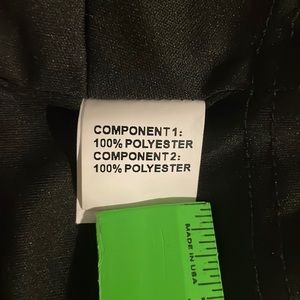 COMPONENT 1:
100% POLYESTER
COMPONENT 2:
100% POLYESTER
MADE IN USA